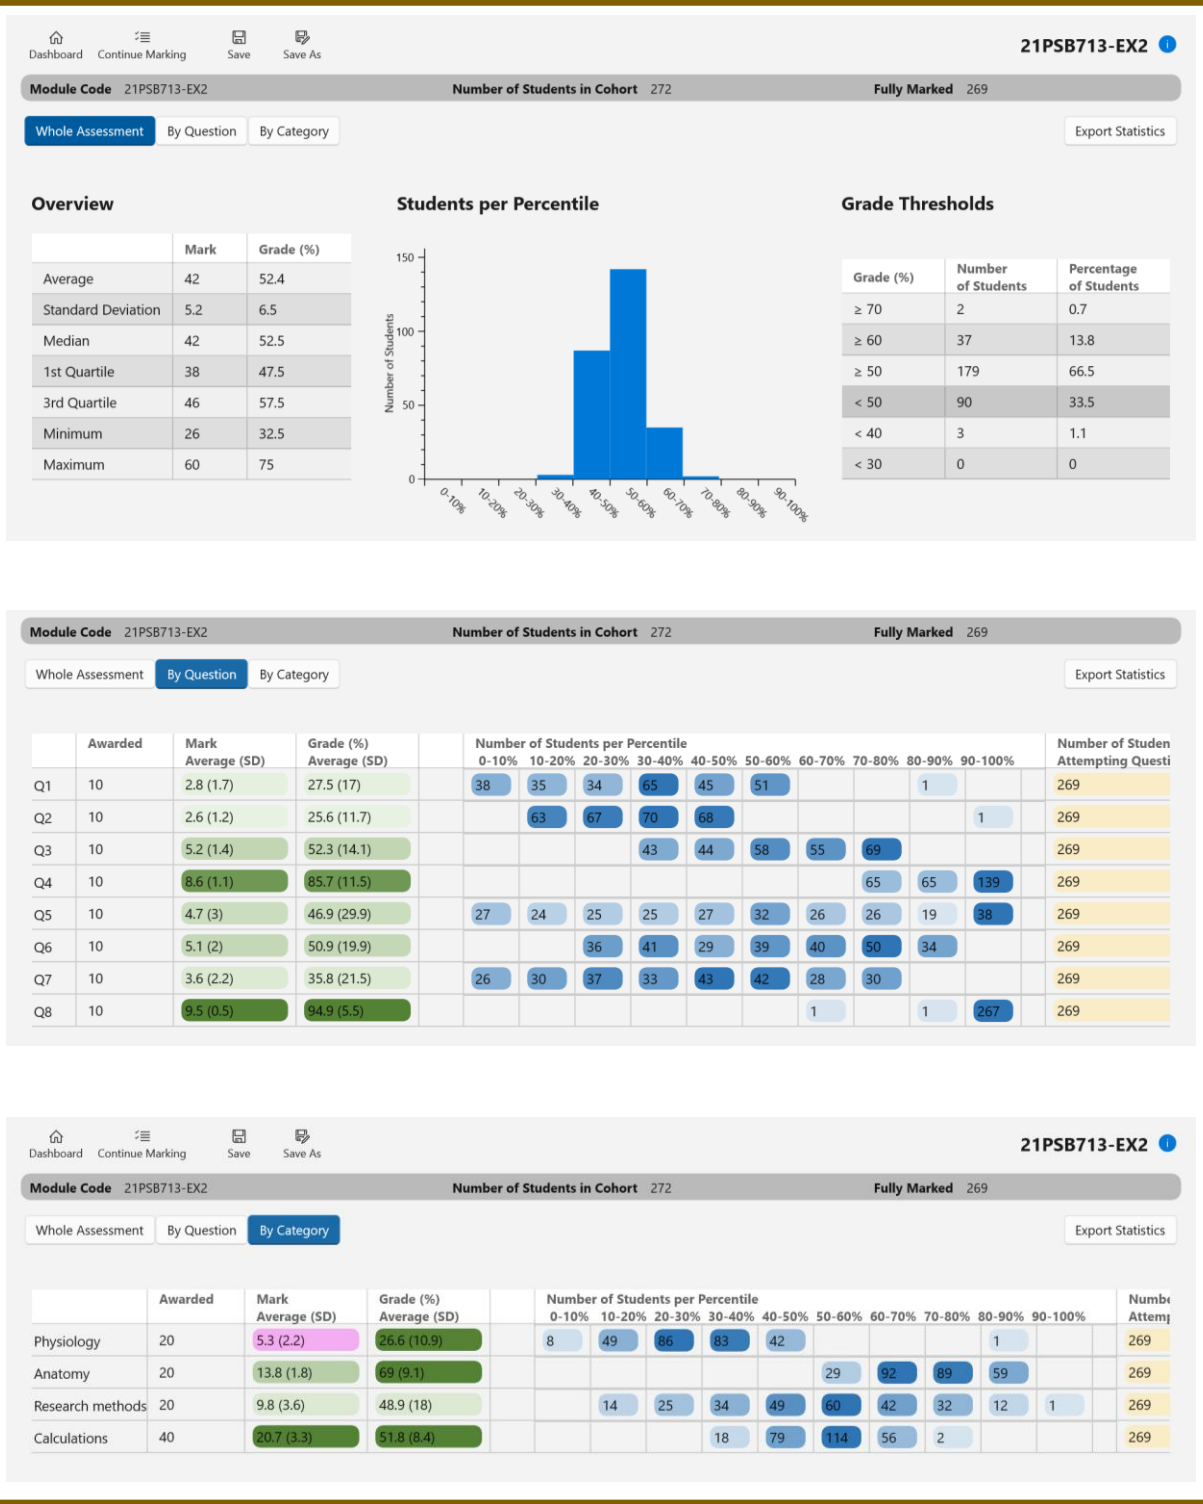 Dashboard Continue Marking Save Save As
21PSB713-EX2
Module Code 21PSB713-EX2 Number of Students in Cohort 272 Fully Marked 269
Whole Assessment By Question By Category Export Statistics
Overview
Mark Grade (%)
Average 42 52.4
Standard Deviation 5.2 6.5
Median 42 52.5
1st Quartile 38 47.5
3rd Quartile 46 57.5
Minimum 26 32.5
Maximum 60 75
Students per Percentile
Number of Students
150
100
50
0
0-10% 10-20% 20-30% 30-40% 40-50% 50-60% 60-70% 70-80% 80-90% 90-100%
Grade Thresholds
Grade (%) Number of Students Percentage of Students
≥ 70 2 0.7
≥ 60 37 13.8
≥ 50 179 66.5
< 50 90 33.5
< 40 3 1.1
< 30 0 0
Module Code 21PSB713-EX2 Number of Students in Cohort 272 Fully Marked 269
Whole Assessment By Question By Category Export Statistics
Awarded Mark Grade (%) Number of Students per Percentile Number of Studen
Average (SD) Average (SD) 0-10% 10-20% 20-30% 30-40% 40-50% 50-60% 60-70% 70-80% 80-90% 90-100% Attempting Questi
Q1 10 2.8 (1.7) 27.5 (17) 38 35 34 65 45 51 1 269
Q2 10 2.6 (1.2) 25.6 (11.7) 63 67 70 68 1 269
Q3 10 5.2 (1.4) 52.3 (14.1) 43 44 58 55 69 269
Q4 10 8.6 (1.1) 85.7 (11.5) 65 65 139 269
Q5 10 4.7 (3) 46.9 (29.9) 27 24 25 25 27 32 26 26 19 38 269
Q6 10 5.1 (2) 50.9 (19.9) 36 41 29 39 40 50 34 269
Q7 10 3.6 (2.2) 35.8 (21.5) 26 30 37 33 43 42 28 30 269
Q8 10 9.5 (0.5) 94.9 (5.5) 1 1 267 269
Dashboard Continue Marking Save Save As
21PSB713-EX2
Module Code 21PSB713-EX2 Number of Students in Cohort 272 Fully Marked 269
Whole Assessment By Question By Category Export Statistics
Awarded Mark Grade (%) Number of Students per Percentile Numbe
Average (SD) Average (SD) 0-10% 10-20% 20-30% 30-40% 40-50% 50-60% 60-70% 70-80% 80-90% 90-100% Attemp
Physiology 20 5.3 (2.2) 26.6 (10.9) 8 49 86 83 42 1 269
Anatomy 20 13.8 (1.8) 69 (9.1) 29 92 89 59 269
Research methods 20 9.8 (3.6) 48.9 (18) 14 25 34 49 60 42 32 12 1 269
Calculations 40 20.7 (3.3) 51.8 (8.4) 18 79 114 56 2 269